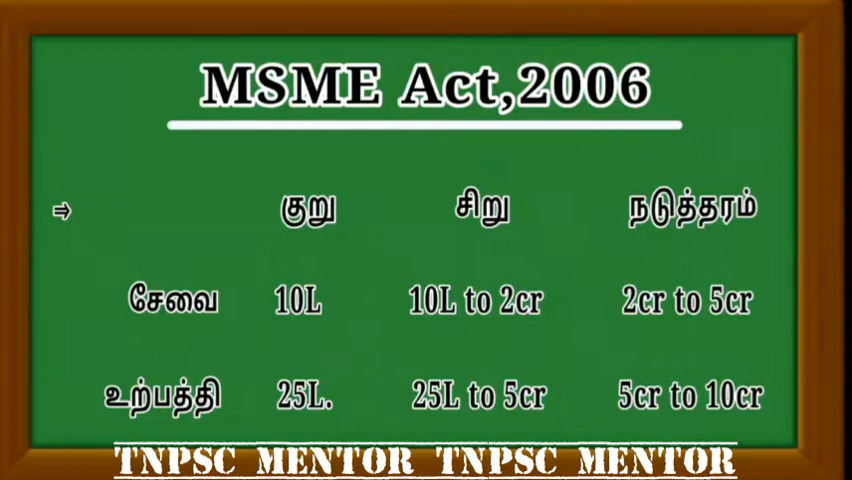 MSME Act,2006
⇒ குறு சிறு நடுத்தரம்
சேவை 10L 10L to 2cr 2cr to 5cr
உற்பத்தி 25L. 25L to 5cr 5cr to 10cr
TNPSC MENTOR TNPSC MENTOR